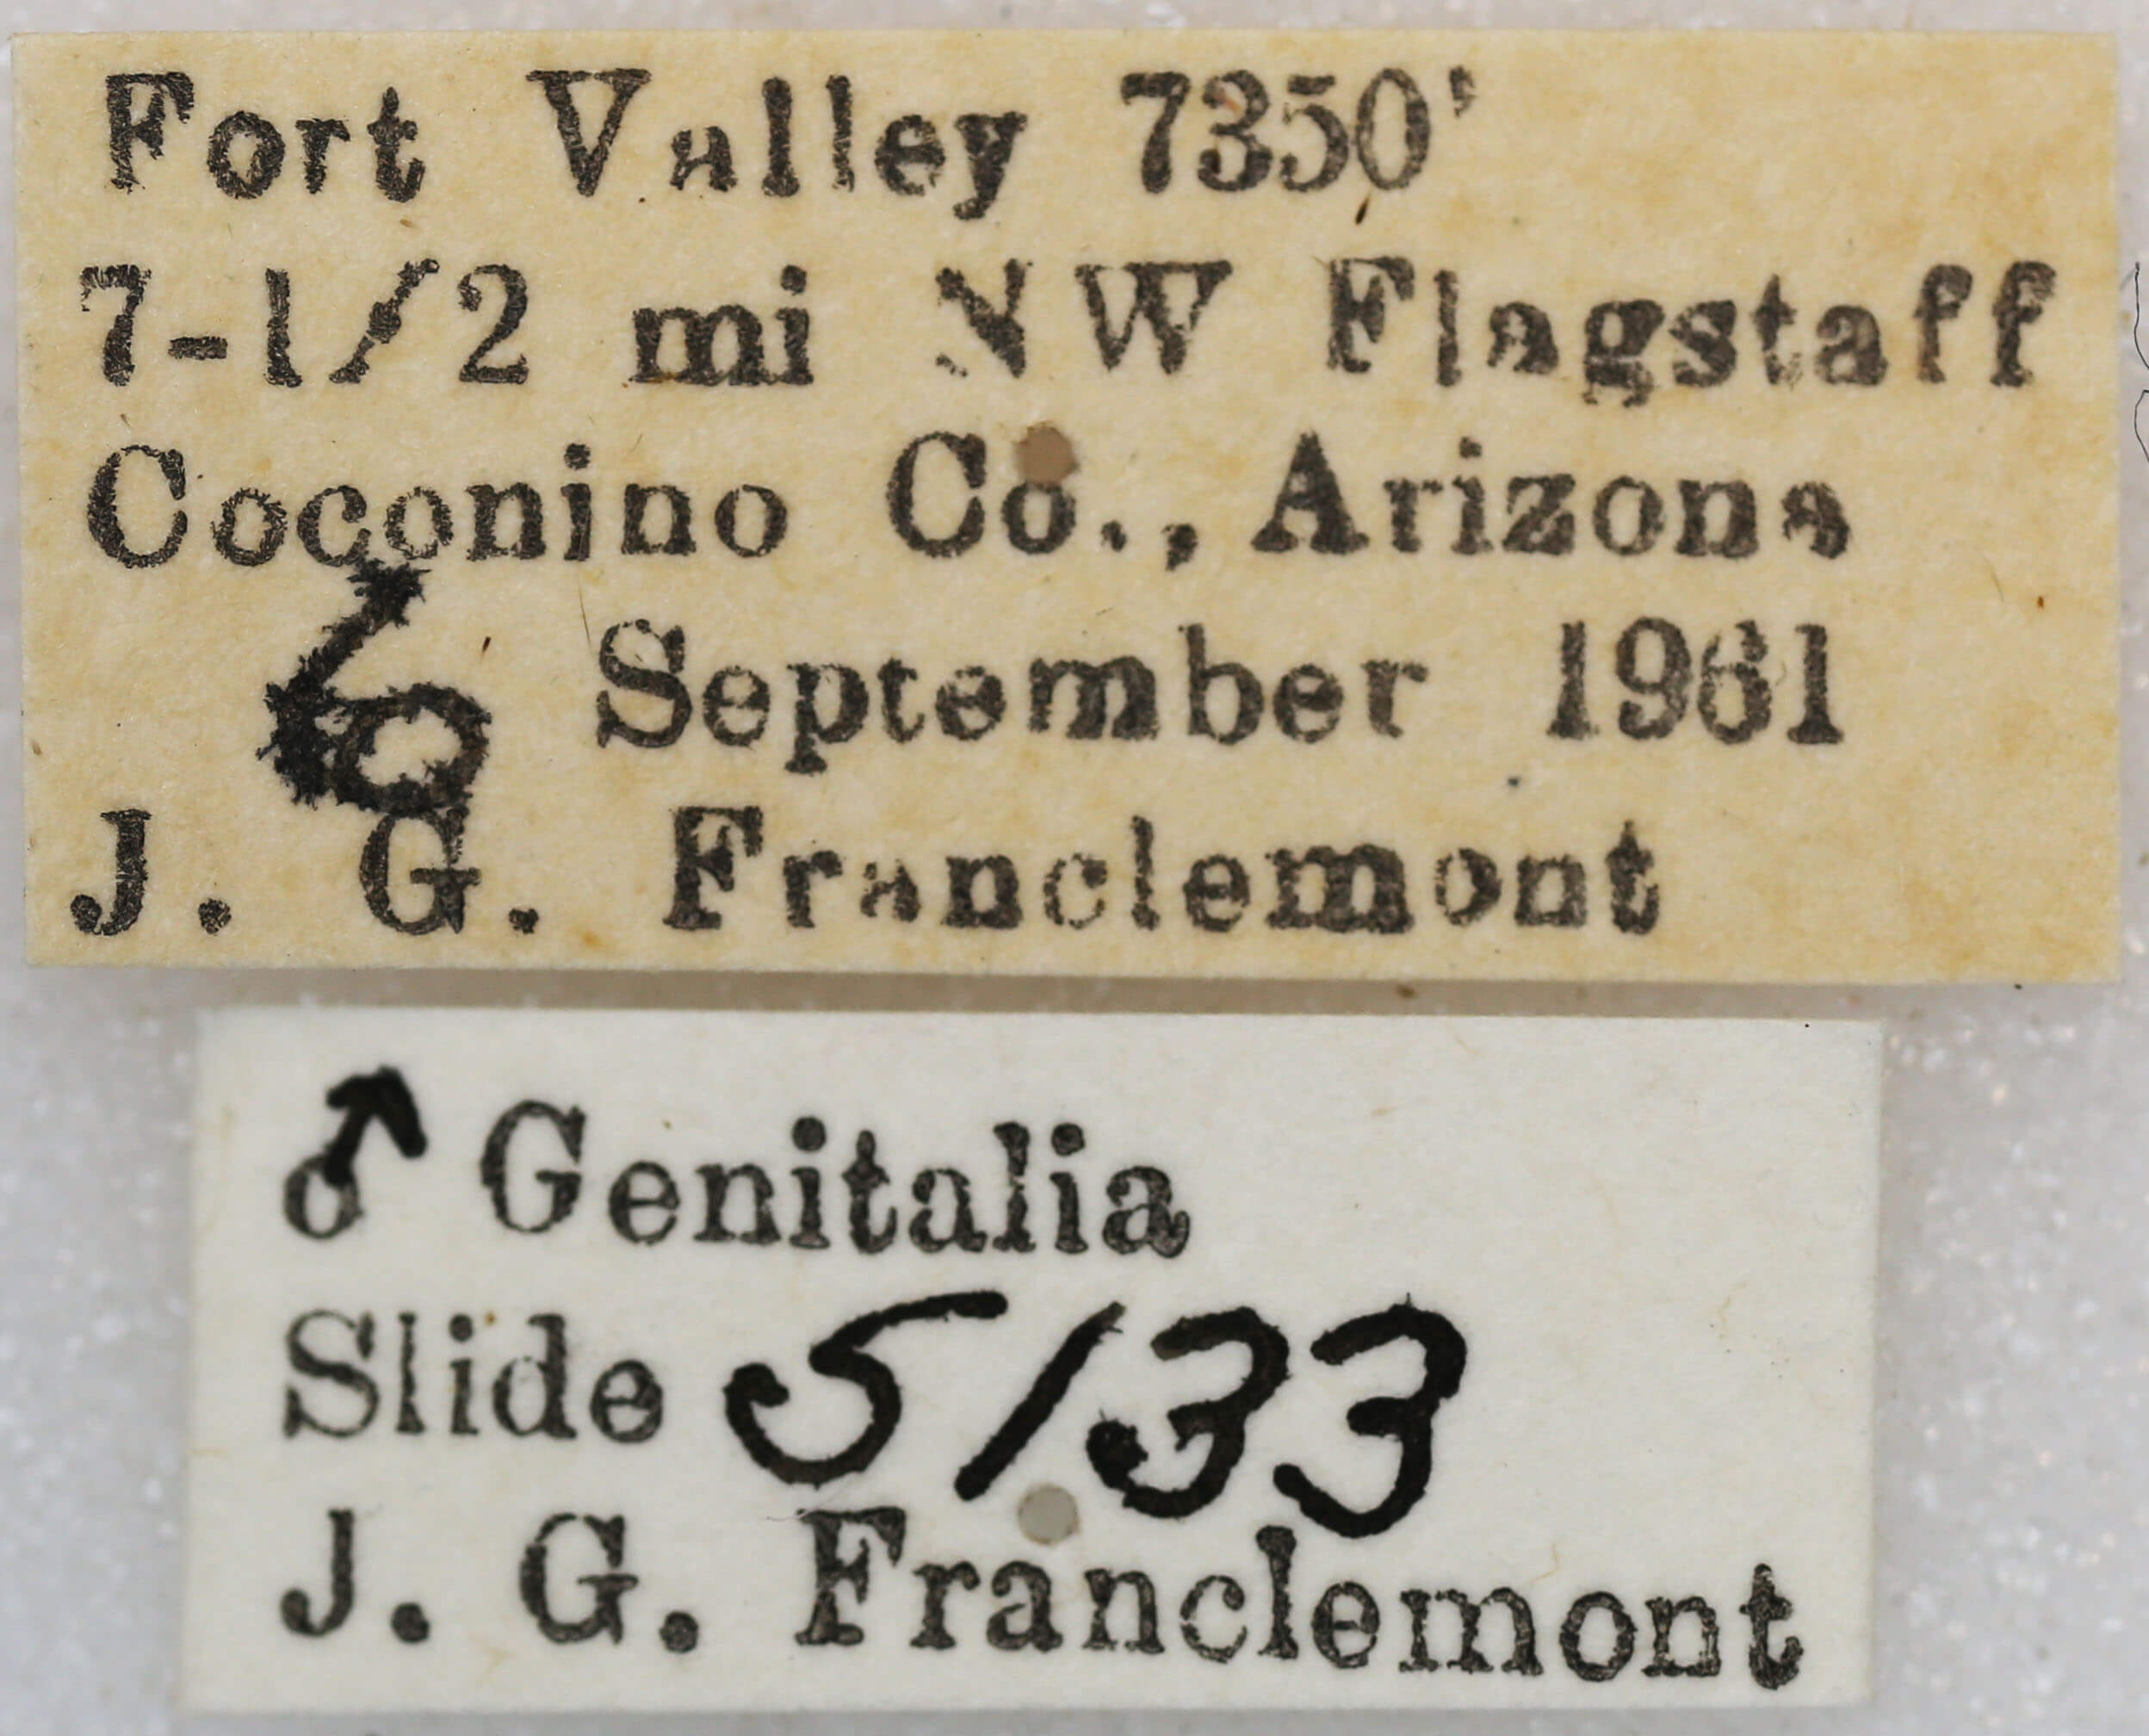 Fort Valley 7350'
7-1/2 mi NW Flagstaff
Coconino Co., Arizona
6 September 1961
J. G. Franclemont
♂ Genitalia
Slide 5133
J. G. Franclemont